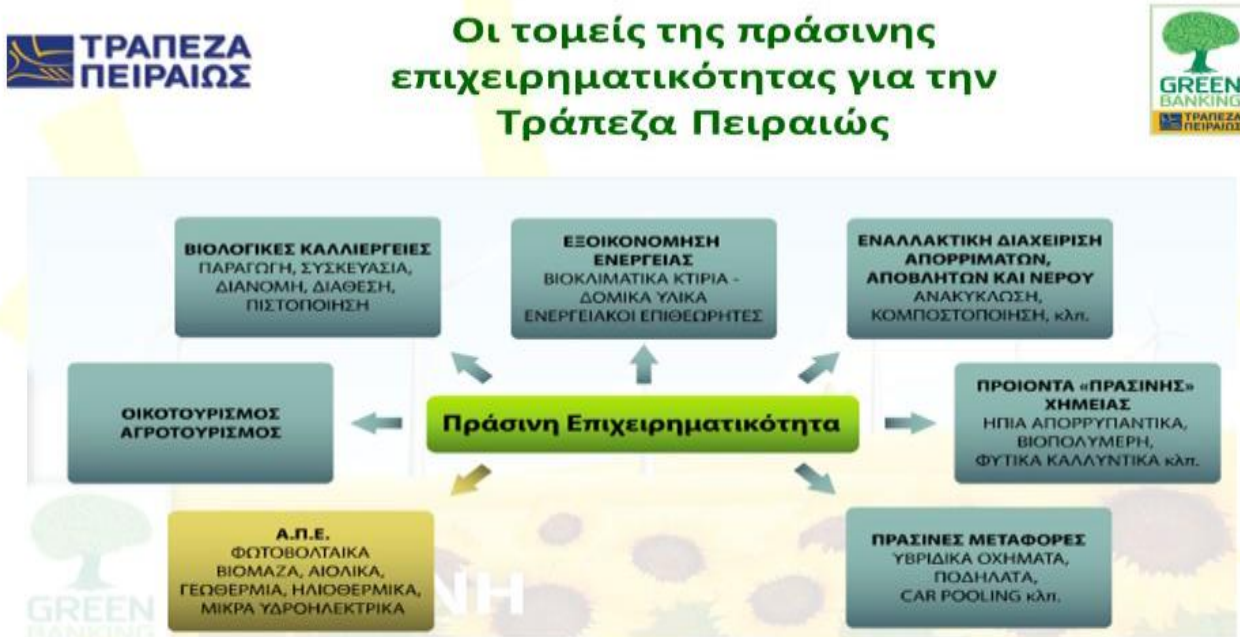 ΤΡΑΠΕΖΑ
ΠΕΙΡΑΙΩΣ
Οι τομείς της πράσινης
επιχειρηματικότητας για την
Τράπεζα Πειραιώς
GREEN
BANKING
ΤΡΑΠΕΖΑ
ΠΕΙΡΑΙΩΣ
ΒΙΟΛΟΓΙΚΕΣ ΚΑΛΛΙΕΡΓΕΙΕΣ
ΠΑΡΑΓΩΓΗ, ΣΥΣΚΕΥΑΣΙΑ,
ΔΙΑΝΟΜΗ, ΔΙΑΘΕΣΗ,
ΠΙΣΤΟΠΟΙΗΣΗ
ΕΞΟΙΚΟΝΟΜΗΣΗ
ΕΝΕΡΓΕΙΑΣ
ΒΙΟΚΛΙΜΑΤΙΚΑ ΚΤΙΡΙΑ -
ΔΟΜΙΚΑ ΥΛΙΚΑ
ΕΝΕΡΓΕΙΑΚΟΙ ΕΠΙΘΕΩΡΗΤΕΣ
ΕΝΑΛΛΑΚΤΙΚΗ ΔΙΑΧΕΙΡΙΣΗ
ΑΠΟΡΡΙΜΑΤΩΝ,
ΑΠΟΒΛΗΤΩΝ ΚΑΙ ΝΕΡΟΥ
ΑΝΑΚΥΚΛΩΣΗ,
ΚΟΜΠΟΣΤΟΠΟΙΗΣΗ, κλπ.
ΟΙΚΟΤΟΥΡΙΣΜΟΣ
ΑΓΡΟΤΟΥΡΙΣΜΟΣ
Πράσινη Επιχειρηματικότητα
ΠΡΟΙΟΝΤΑ «ΠΡΑΣΙΝΗΣ»
ΧΗΜΕΙΑΣ
ΗΠΙΑ ΑΠΟΡΡΥΠΑΝΤΙΚΑ,
ΒΙΟΠΟΛΥΜΕΡΗ,
ΦΥΤΙΚΑ ΚΑΛΛΥΝΤΙΚΑ κλπ.
Α.Π.Ε.
ΦΩΤΟΒΟΛΤΑΙΚΑ
ΒΙΟΜΑΖΑ, ΑΙΟΛΙΚΑ,
ΓΕΩΘΕΡΜΙΑ, ΗΛΙΟΘΕΡΜΙΚΑ,
ΜΙΚΡΑ ΥΔΡΟΗΛΕΚΤΡΙΚΑ
ΠΡΑΣΙΝΕΣ ΜΕΤΑΦΟΡΕΣ
ΥΒΡΙΔΙΚΑ ΟΧΗΜΑΤΑ,
ΠΟΔΗΛΑΤΑ,
CAR POOLING κλπ.
GREEN
BANKING